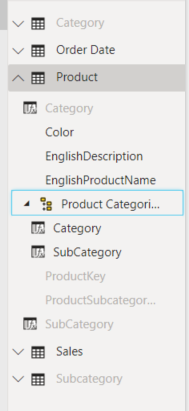 Category
Order Date
Product
Category
Color
EnglishDescription
EnglishProductName
Product Categori...
Category
SubCategory
ProductKey
ProductSubcategor...
SubCategory
Sales
Subcategory